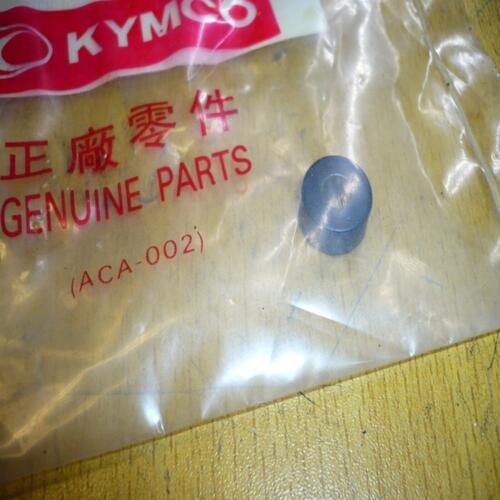 KYMCO
正廠零件
GENUINE PARTS
(ACA-002)